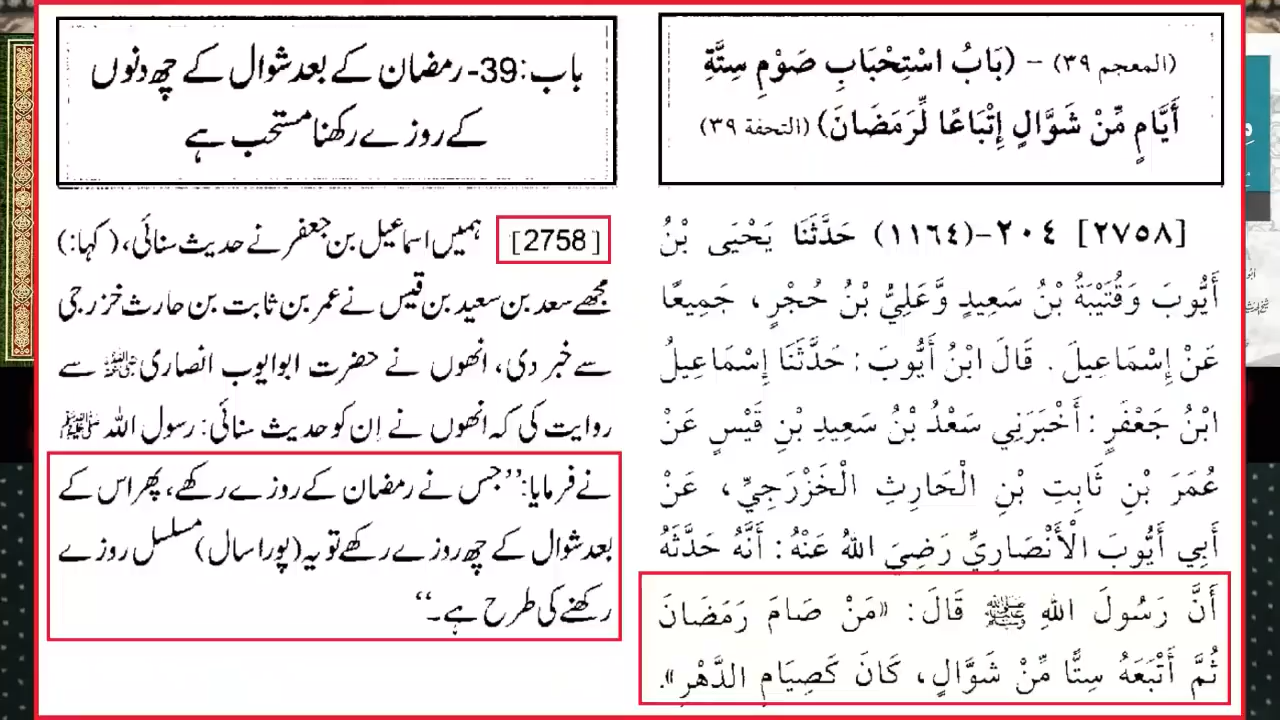 (المعجم ٣٩) - (بَابُ اسْتِحْبَابِ صَوْمِ سِتَّةِ
أَيَّامٍ مِّنْ شَوَّالٍ إِتْبَاعًا لِّرَمَضَانَ) (التحفة ٣٩)
[٢٧٥٨] ٢٠٤-(١١٦٤) حَدَّثَنَا يَحْيَى بْنُ
أَيُّوبَ وَقُتَيْبَةُ بْنُ سَعِيدٍ وَّعَلِيُّ بْنُ حُجْرٍ، جَمِيعًا
عَنْ إِسْمَاعِيلَ. قَالَ ابْنُ أَيُّوبَ: حَدَّثَنَا إِسْمَاعِيلُ
ابْنُ جَعْفَرٍ: أَخْبَرَنِي سَعْدُ بْنُ سَعِيدِ بْنِ قَيْسٍ عَنْ
عُمَرَ بْنِ ثَابِتِ بْنِ الْحَارِثِ الْخَزْرَجِيِّ، عَنْ
أَبِي أَيُّوبَ الْأَنْصَارِيِّ رَضِيَ اللهُ عَنْهُ: أَنَّهُ حَدَّثَهُ
أَنَّ رَسُولَ اللهِ ﷺ قَالَ: «مَنْ صَامَ رَمَضَانَ
ثُمَّ أَتْبَعَهُ سِتًّا مِّنْ شَوَّالٍ، كَانَ كَصِيَامِ الدَّهْرِ».
باب:39- رمضان کے بعد شوال کے چھ دنوں
کے روزے رکھنا مستحب ہے
[2758] ہمیں اسماعیل بن جعفر نے حدیث سنائی، (کہا:)
مجھے سعد بن سعید بن قیس نے عمر بن ثابت بن حارث خزرجی
سے خبر دی، انھوں نے حضرت ابوایوب انصاری رضی اللہ عنہ سے
روایت کی کہ انھوں نے اِن کو حدیث سنائی: رسول اللہ ﷺ
نے فرمایا: ’’جس نے رمضان کے روزے رکھے، پھر اس کے
بعد شوال کے چھ روزے رکھے تو یہ (پورا سال) مسلسل روزے
رکھنے کی طرح ہے۔‘‘